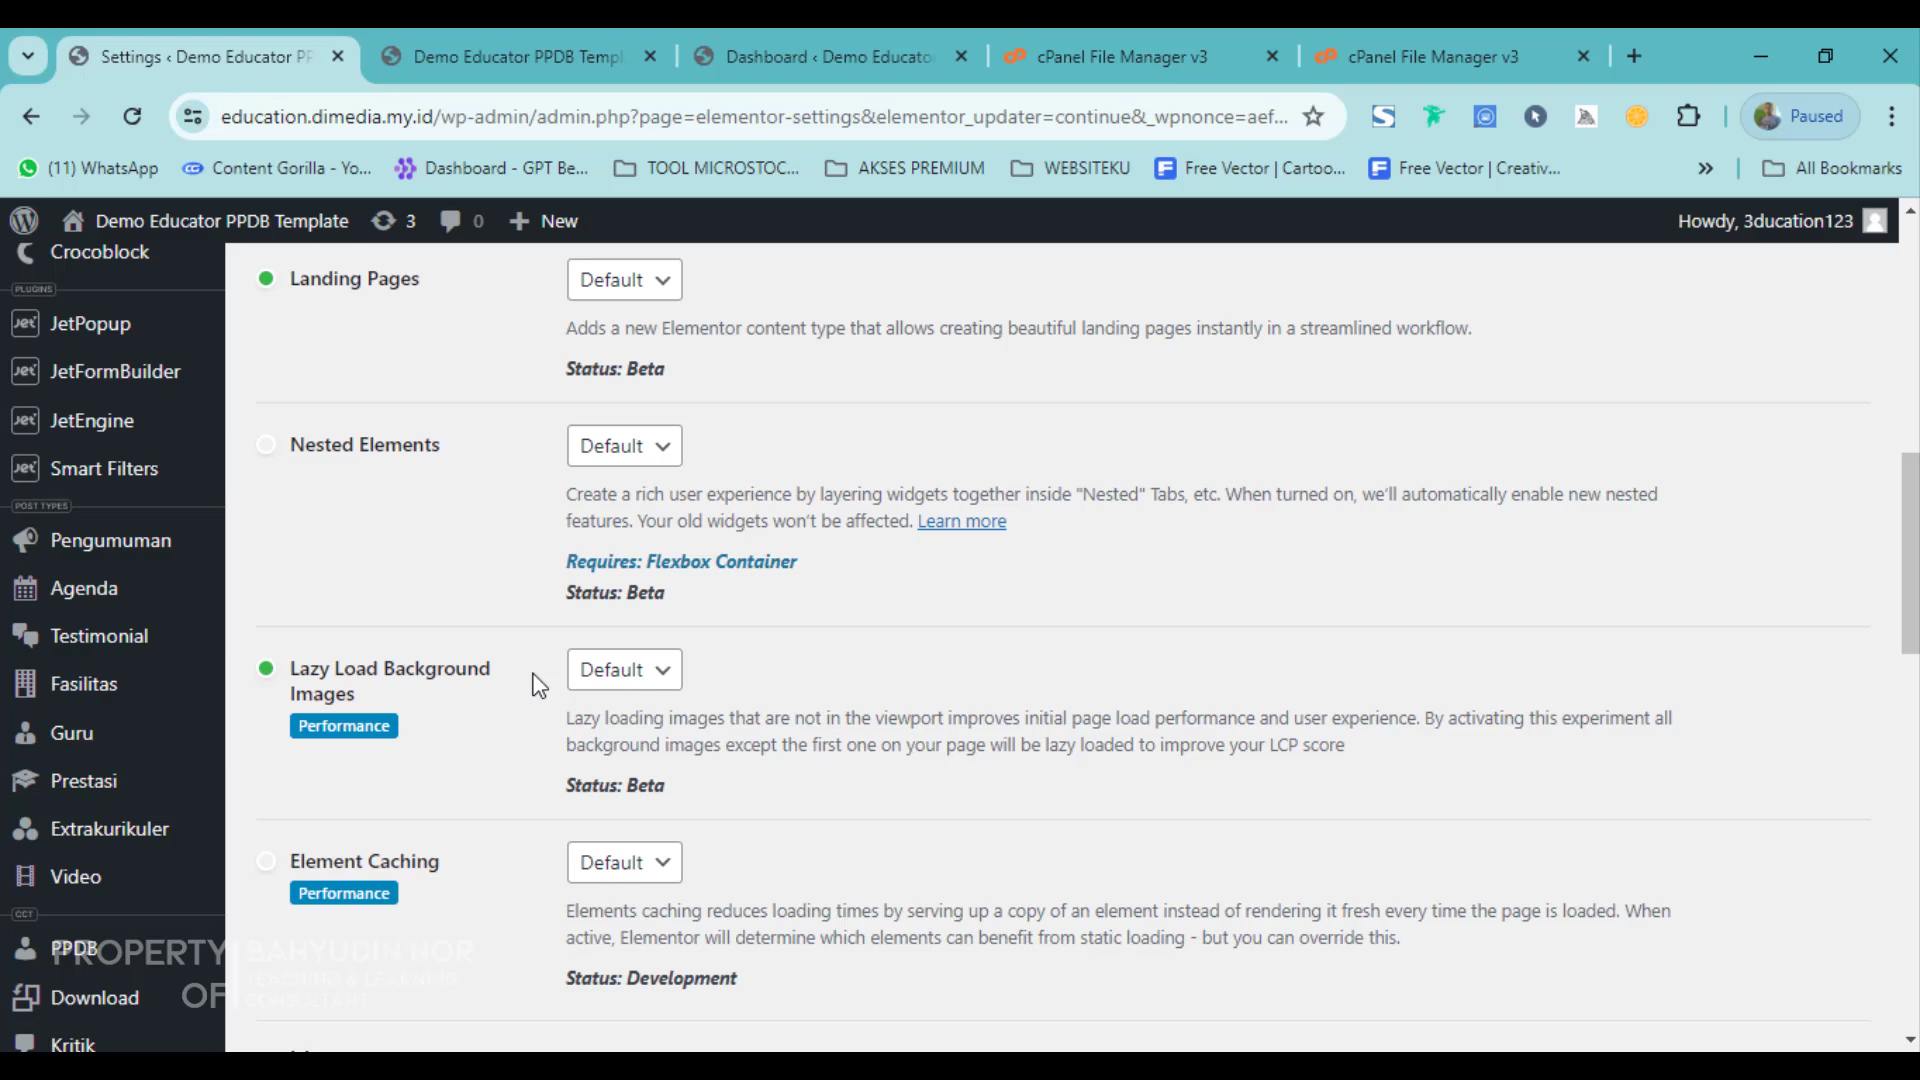 Settings ‹ Demo Educator PP
Demo Educator PPDB Templ
Dashboard ‹ Demo Educato
cPanel File Manager v3
cPanel File Manager v3
education.dimedia.my.id/wp-admin/admin.php?page=elementor-settings&elementor_updater=continue&_wpnonce=aef...
Paused
(11) WhatsApp
Content Gorilla - Yo...
Dashboard - GPT Be...
TOOL MICROSTOC...
AKSES PREMIUM
WEBSITEKU
Free Vector | Cartoo...
Free Vector | Creativ...
»
All Bookmarks
Demo Educator PPDB Template
3
0
New
Howdy, 3ducation123
Crocoblock
PLUGINS
JetPopup
JetFormBuilder
JetEngine
Smart Filters
POST TYPES
Pengumuman
Agenda
Testimonial
Fasilitas
Guru
Prestasi
Extrakurikuler
Video
CCT
PPDB
Download
Kritik
Landing Pages
Default
Adds a new Elementor content type that allows creating beautiful landing pages instantly in a streamlined workflow.
Status: Beta
Nested Elements
Default
Create a rich user experience by layering widgets together inside "Nested" Tabs, etc. When turned on, we’ll automatically enable new nested
features. Your old widgets won’t be affected. Learn more
Requires: Flexbox Container
Status: Beta
Lazy Load Background
Images
Performance
Default
Lazy loading images that are not in the viewport improves initial page load performance and user experience. By activating this experiment all
background images except the first one on your page will be lazy loaded to improve your LCP score
Status: Beta
Element Caching
Performance
Default
Elements caching reduces loading times by serving up a copy of an element instead of rendering it fresh every time the page is loaded. When
active, Elementor will determine which elements can benefit from static loading - but you can override this.
Status: Development
PROPERTY
OF
BAHYUDIN NOR
TEACHING & LEARNING
CONSULTANT